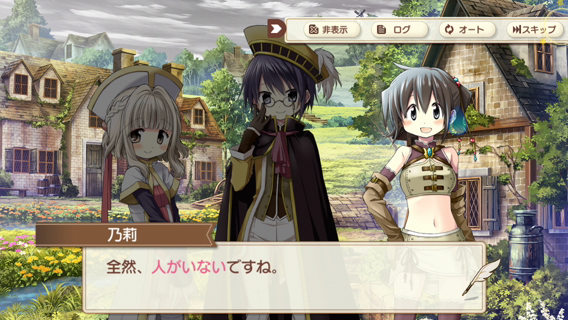 非表示
ログ
オート
スキップ
乃莉
全然、人がいないですね。